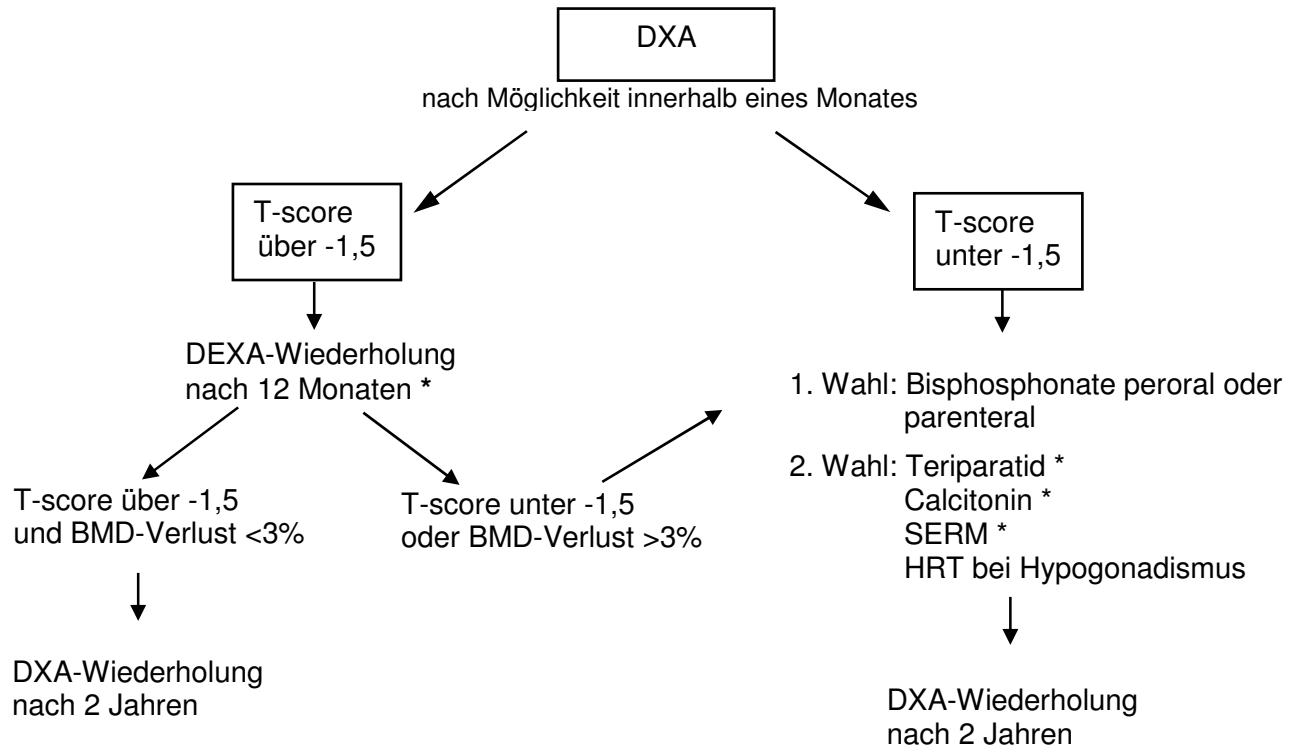 DXA
nach Möglichkeit innerhalb eines Monates
T-score
über -1,5
T-score
unter -1,5
DEXA-Wiederholung
nach 12 Monaten *
1. Wahl: Bisphosphonate peroral oder
parenteral
2. Wahl: Teriparatid *
Calcitonin *
SERM *
HRT bei Hypogonadismus
T-score über -1,5
und BMD-Verlust <3%
T-score unter -1,5
oder BMD-Verlust >3%
DXA-Wiederholung
nach 2 Jahren
DXA-Wiederholung
nach 2 Jahren